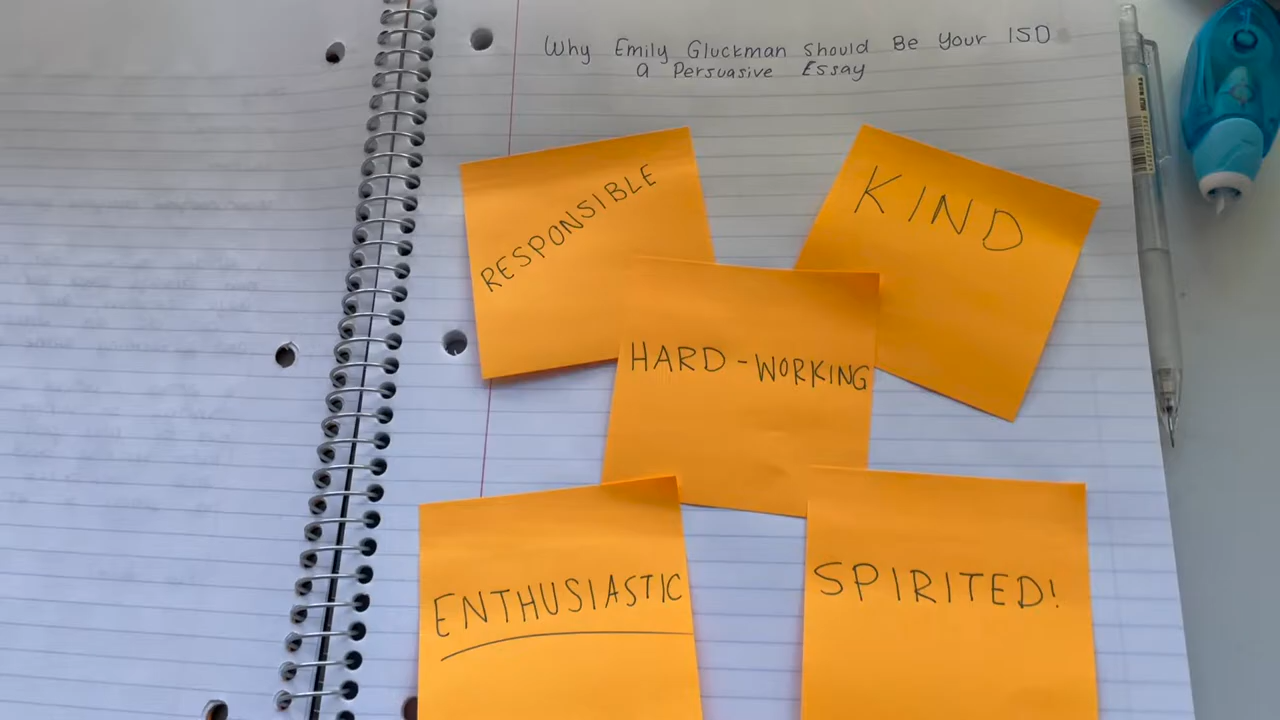 Why Emily Gluckman Should Be Your ISD
a Persuasive Essay
RESPONSIBLE
KIND
HARD-WORKING
ENTHUSIASTIC
SPIRITED!